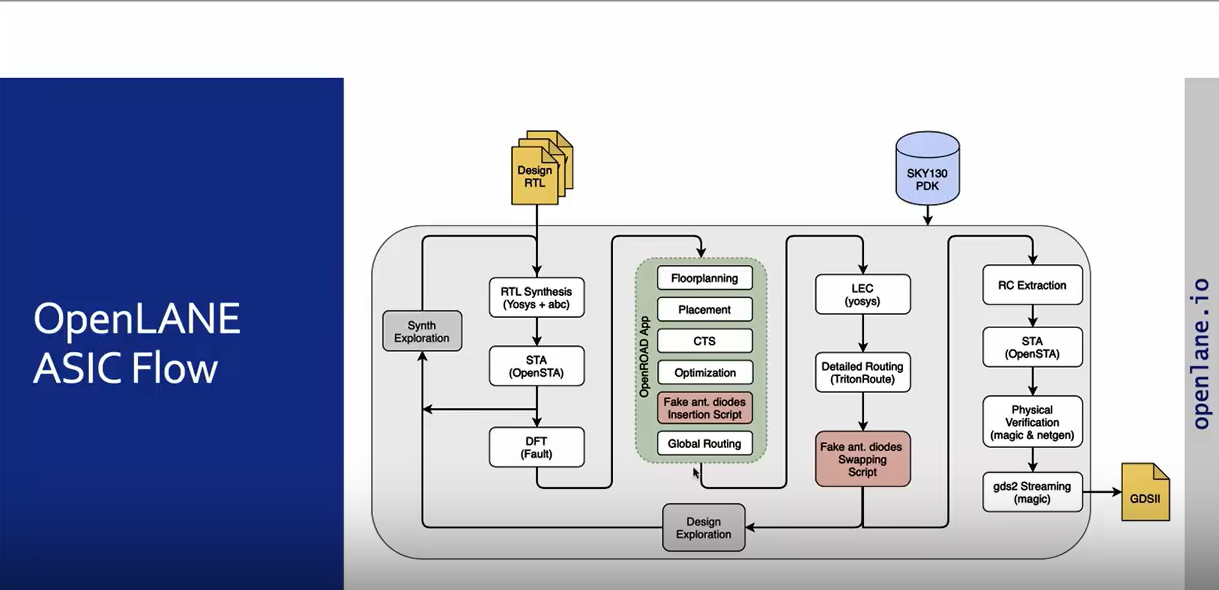 OpenLANE
ASIC Flow
Design
RTL
SKY130
PDK
Synth
Exploration
RTL Synthesis
(Yosys + abc)
STA
(OpenSTA)
DFT
(Fault)
OpenROAD App
Floorplanning
Placement
CTS
Optimization
Fake ant. diodes
Insertion Script
Global Routing
LEC
(yosys)
Detailed Routing
(TritonRoute)
Fake ant. diodes
Swapping
Script
Design
Exploration
RC Extraction
STA
(OpenSTA)
Physical
Verification
(magic & netgen)
gds2 Streaming
(magic)
GDSII
openlane.io